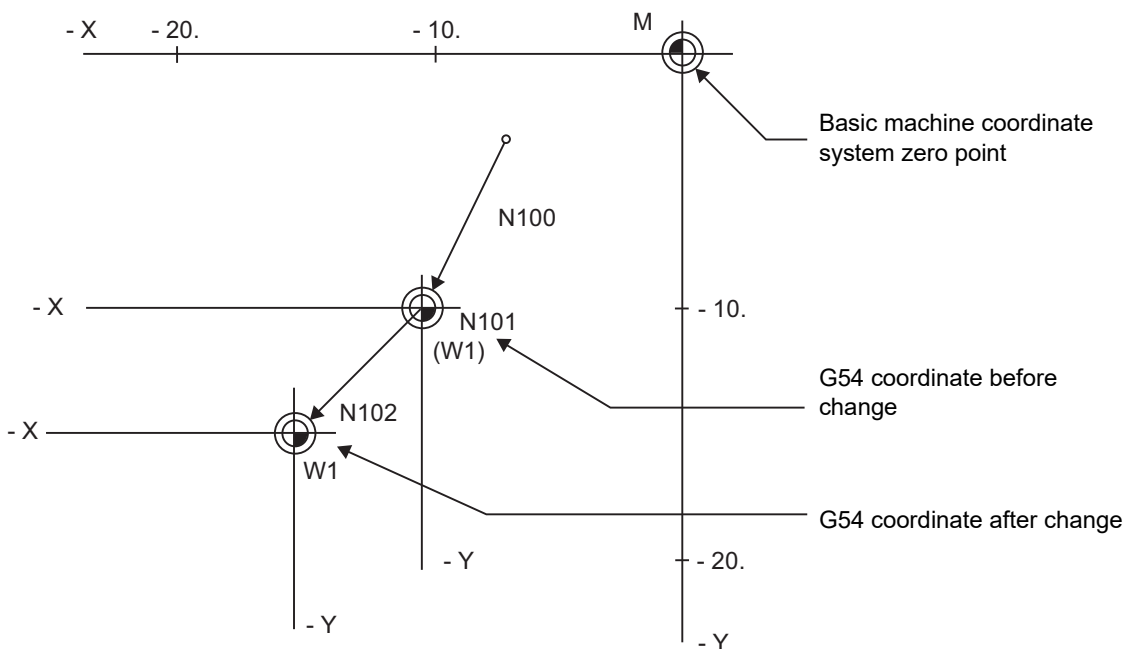 - X
- 20.
- 10.
M
Basic machine coordinate
system zero point
N100
- X
- 10.
N101
(W1)
G54 coordinate before
change
- X
N102
W1
G54 coordinate after change
- Y
- 20.
- Y
- Y